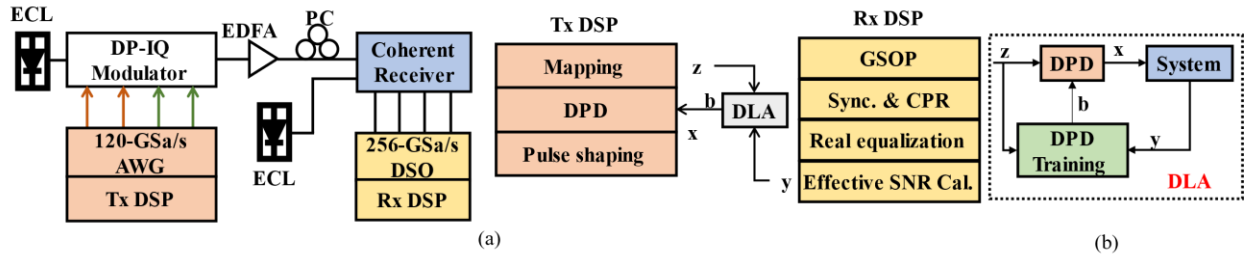 ECL
DP-IQ
Modulator
EDFA
PC
Coherent
Receiver
120-GSa/s
AWG
Tx DSP
ECL
256-GSa/s
DSO
Rx DSP
Tx DSP
Mapping
DPD
Pulse shaping
z
b
x
DLA
y
Rx DSP
GSOP
Sync. & CPR
Real equalization
Effective SNR Cal.
(a)
z
DPD
x
System
b
DPD
Training
y
DLA
(b)